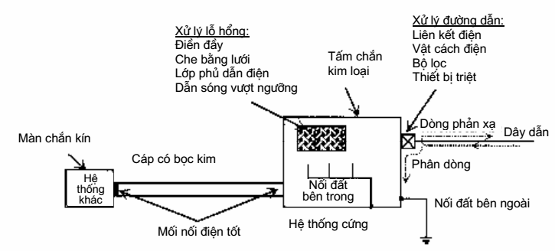 Xử lý lỗ hổng:
Điền đầy
Che bằng lưới
Lớp phủ dẫn điện
Dẫn sóng vượt ngưỡng
Tấm chắn
kim loại
Xử lý đường dẫn:
Liên kết điện
Vật cách điện
Bộ lọc
Thiết bị triệt
Dòng phản xạ
Dây dẫn
Phân dòng
Màn chắn kín
Cáp có bọc kim
Hệ
thống
khác
Nối đất
bên trong
Nối đất bên ngoài
Mối nối điện tốt
Hệ thống cứng